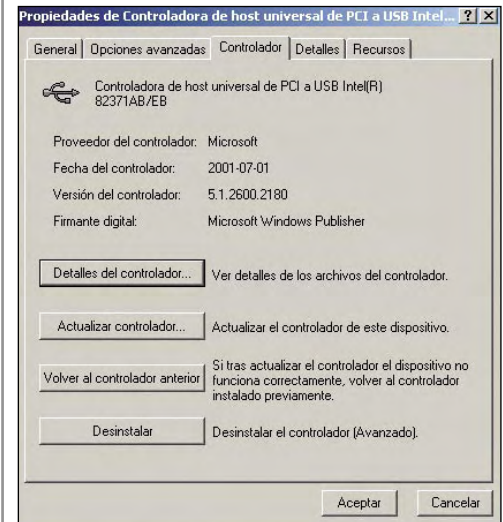 Propiedades de Controladora de host universal de PCI a USB Intel...
General
Opciones avanzadas
Controlador
Detalles
Recursos
Controladora de host universal de PCI a USB Intel(R)
82371AB/EB
Proveedor del controlador: Microsoft
Fecha del controlador: 2001-07-01
Versión del controlador: 5.1.2600.2180
Firmante digital: Microsoft Windows Publisher
Detalles del controlador... Ver detalles de los archivos del controlador.
Actualizar controlador... Actualizar el controlador de este dispositivo.
Volver al controlador anterior
Si tras actualizar el controlador el dispositivo no
funciona correctamente, volver al controlador
instalado previamente.
Desinstalar Desinstalar el controlador (Avanzado).
Aceptar Cancelar